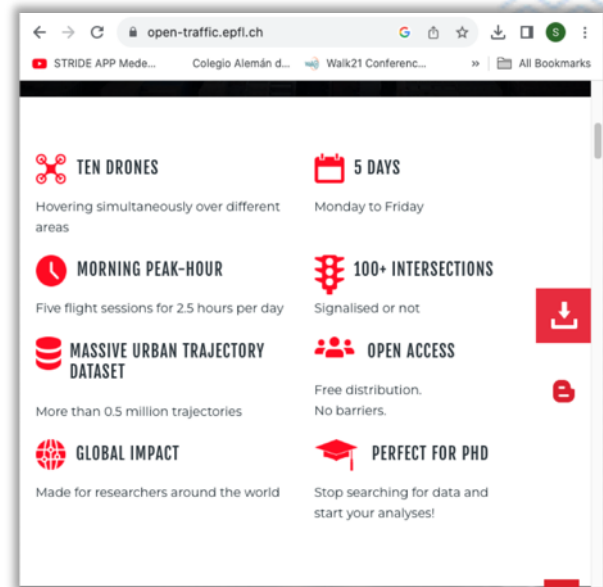 open-traffic.epfl.ch
G
S
STRIDE APP Mede...
Colegio Alemán d...
Walk21 Conferenc...
»
All Bookmarks
TEN DRONES
Hovering simultaneously over different
areas
5 DAYS
Monday to Friday
MORNING PEAK-HOUR
Five flight sessions for 2.5 hours per day
100+ INTERSECTIONS
Signalised or not
MASSIVE URBAN TRAJECTORY
DATASET
More than 0.5 million trajectories
OPEN ACCESS
Free distribution.
No barriers.
GLOBAL IMPACT
Made for researchers around the world
PERFECT FOR PHD
Stop searching for data and
start your analyses!